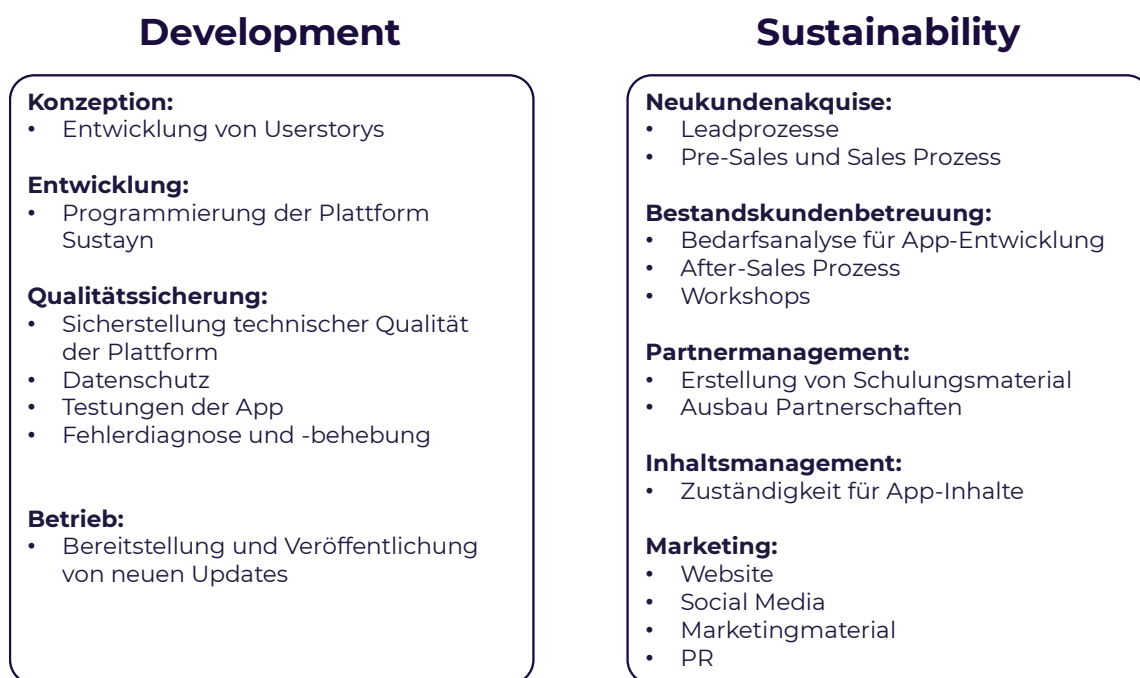 Development
Konzeption:
• Entwicklung von Userstorys
Entwicklung:
• Programmierung der Plattform
Sustayn
Qualitätssicherung:
• Sicherstellung technischer Qualität
der Plattform
• Datenschutz
• Testungen der App
• Fehlerdiagnose und -behebung
Betrieb:
• Bereitstellung und Veröffentlichung
von neuen Updates
Sustainability
Neukundenakquise:
• Leadprozesse
• Pre-Sales und Sales Prozess
Bestandskundenbetreuung:
• Bedarfsanalyse für App-Entwicklung
• After-Sales Prozess
• Workshops
Partnermanagement:
• Erstellung von Schulungsmaterial
• Ausbau Partnerschaften
Inhaltsmanagement:
• Zuständigkeit für App-Inhalte
Marketing:
• Website
• Social Media
• Marketingmaterial
• PR